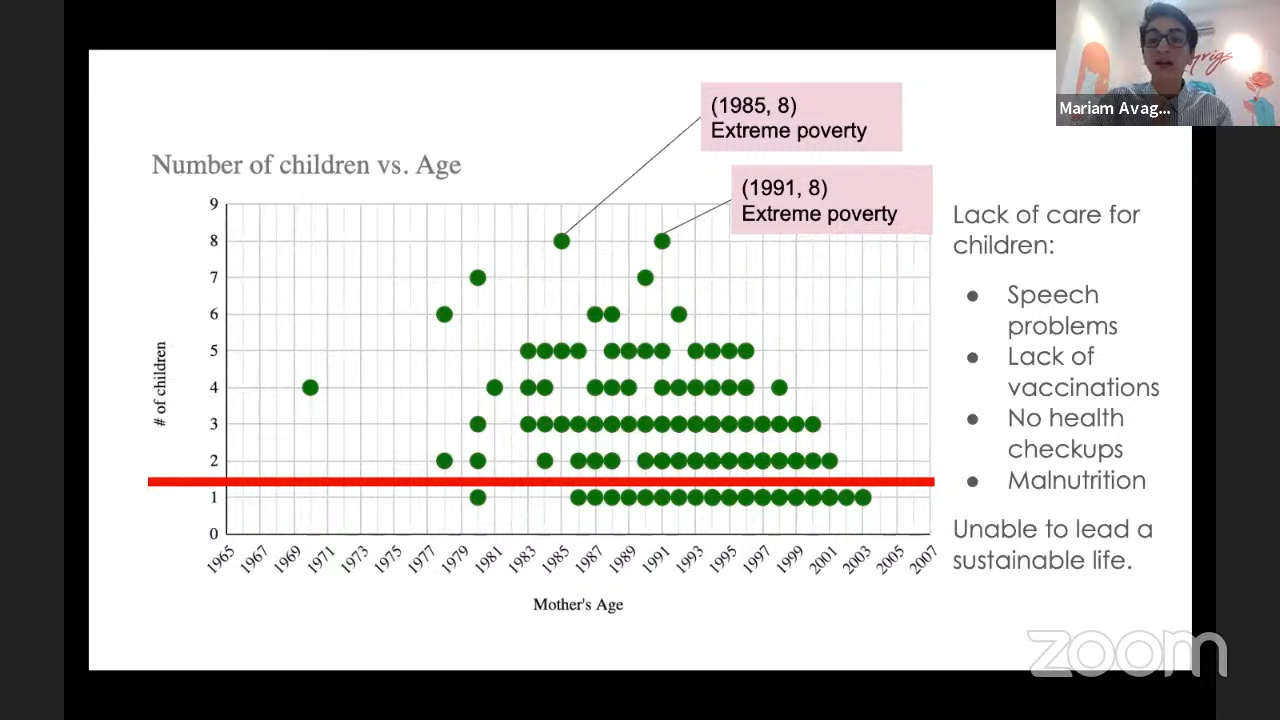 (1985, 8)
Extreme poverty
Mariam Avag...
Number of children vs. Age
(1991, 8)
Extreme poverty
9
8
7
6
5
4
3
2
1
0
# of children
1965
1967
1969
1971
1973
1975
1977
1979
1981
1983
1985
1987
1989
1991
1993
1995
1997
1999
2001
2003
2005
2007
Mother's Age
Lack of care for
children:
● Speech
problems
● Lack of
vaccinations
● No health
checkups
● Malnutrition
Unable to lead a
sustainable life.
zoom